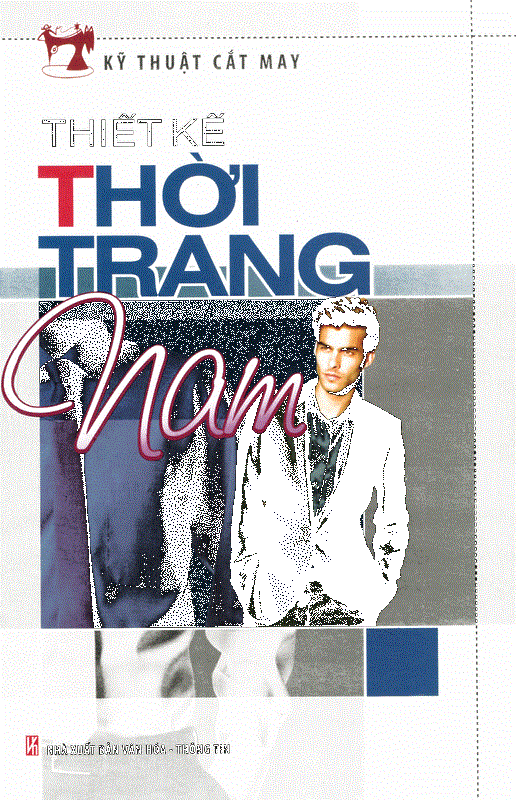 KỸ THUẬT CẮT MAY
THIẾT KẾ
THỜI
TRANG
Nam
NHÀ XUẤT BẢN VĂN HÓA - THÔNG TIN